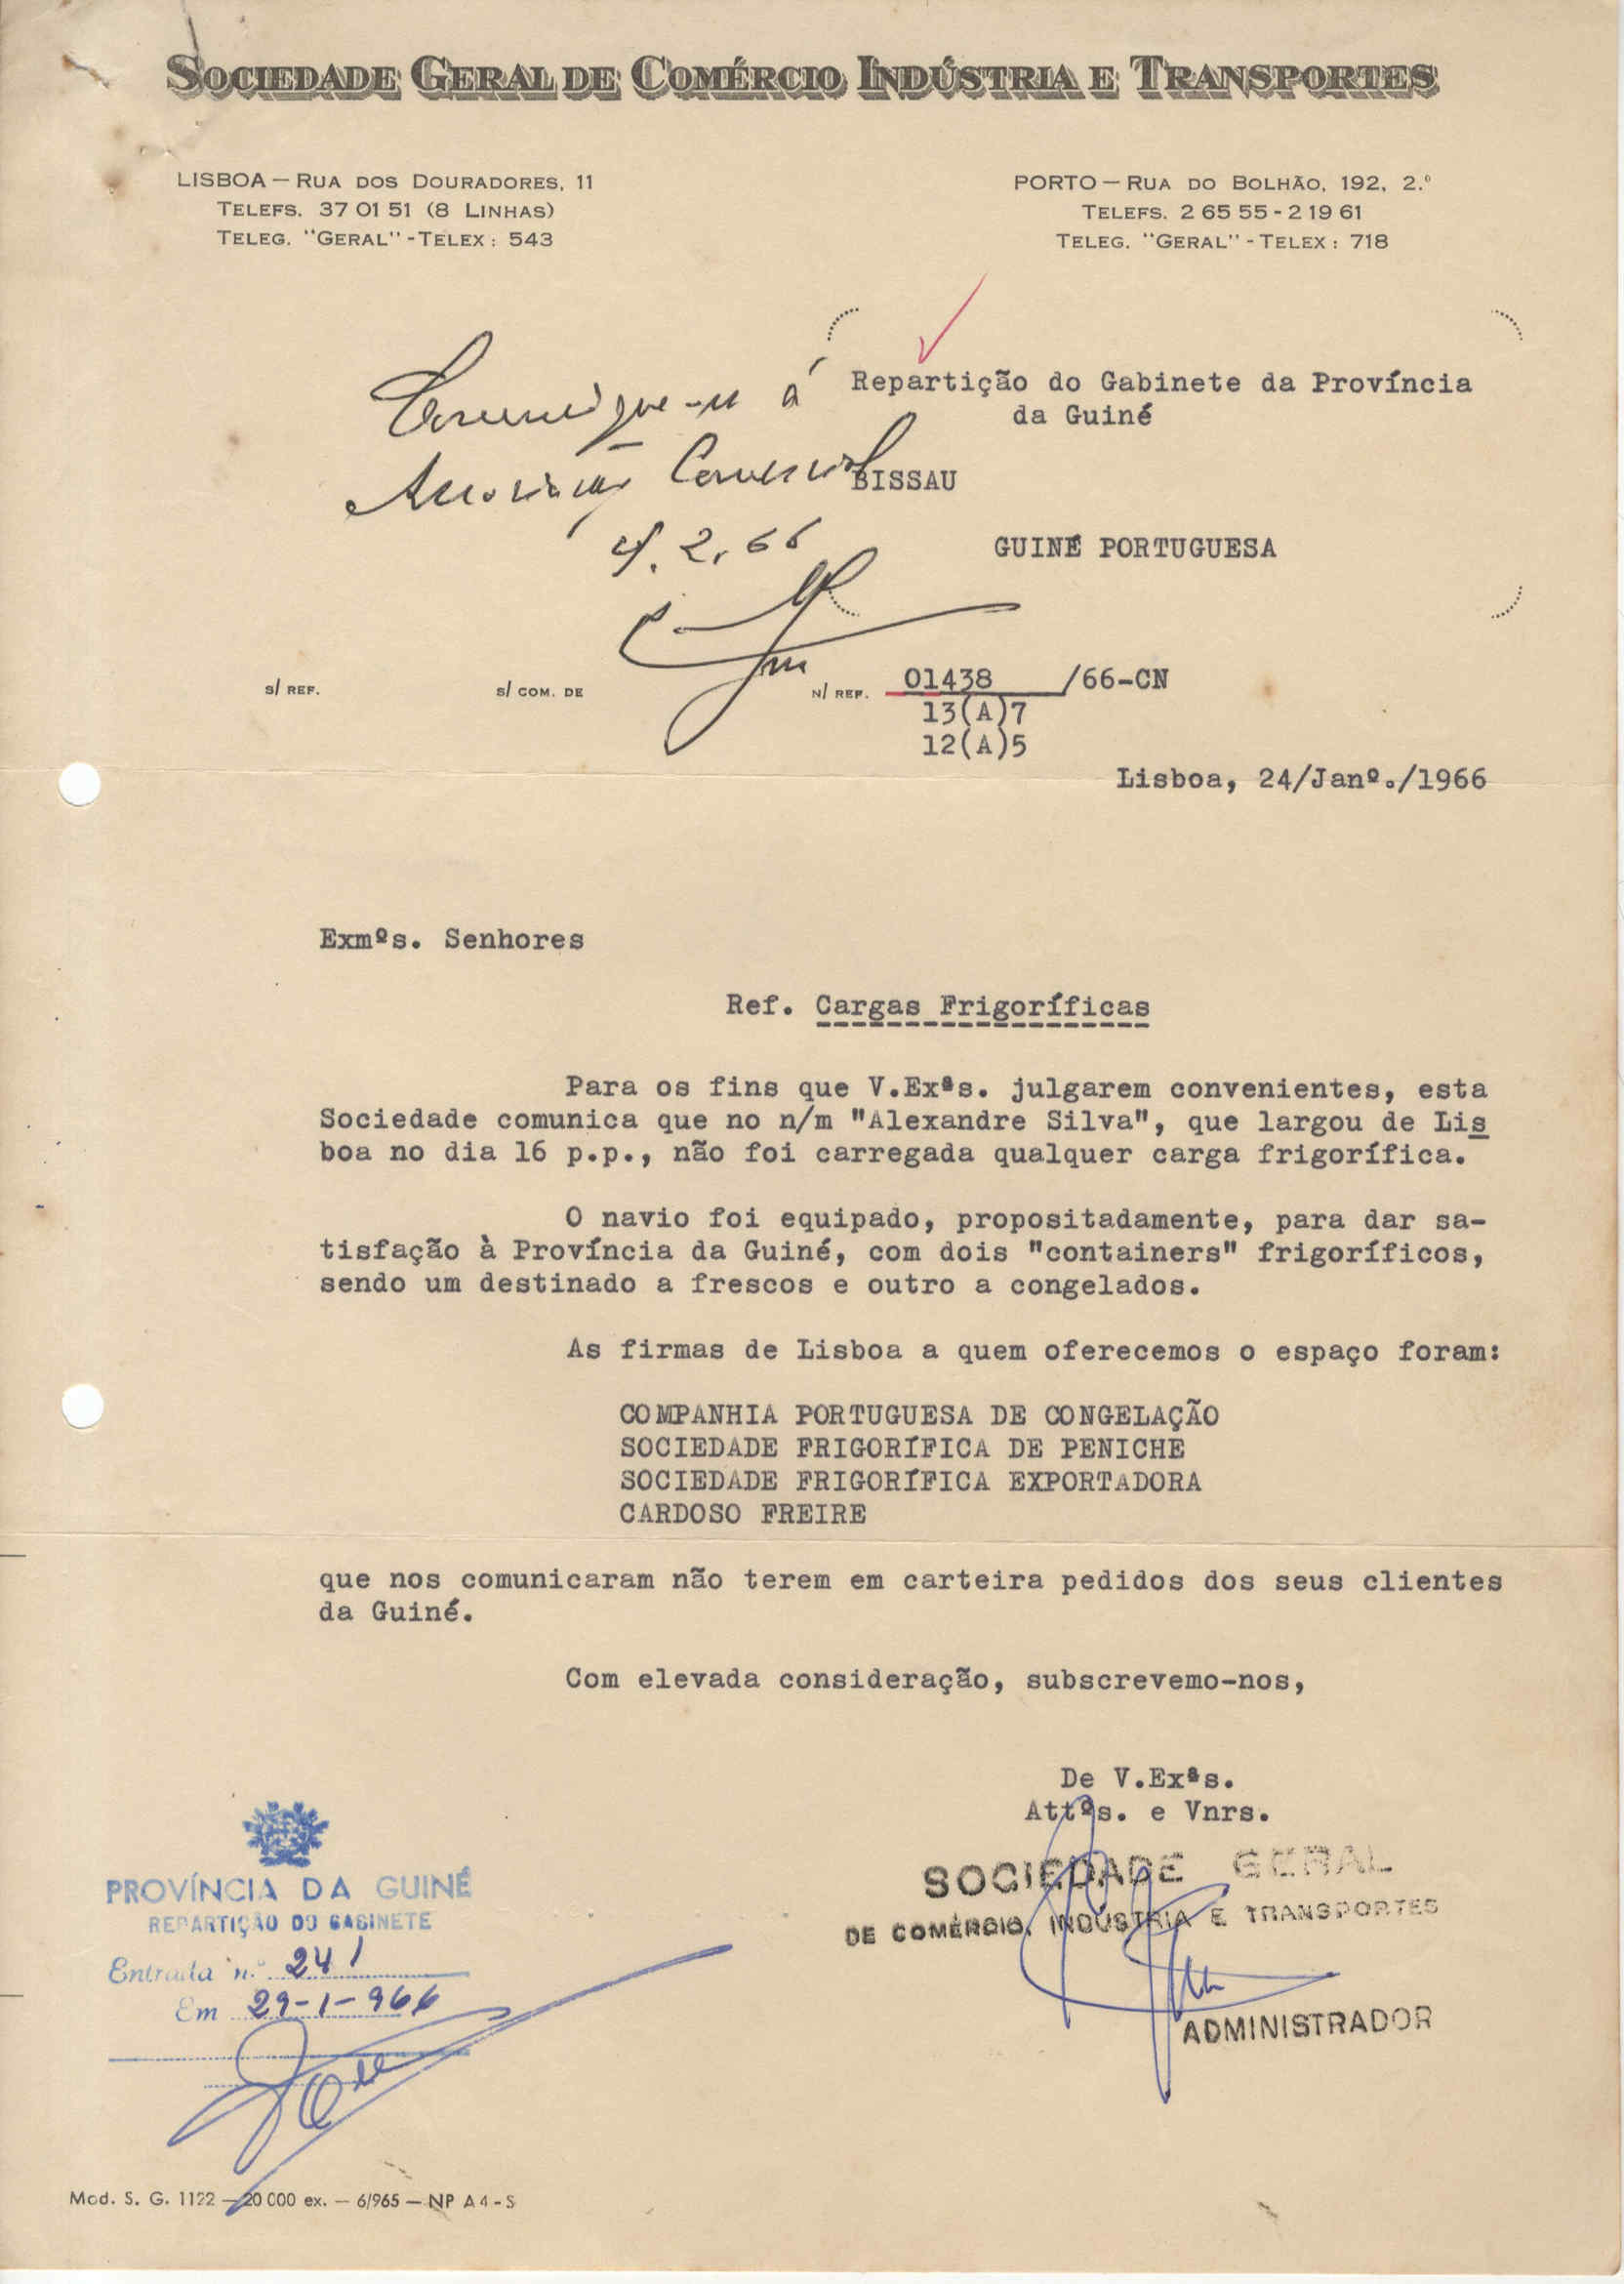 SOCIEDADE GERAL DE COMÉRCIO INDÚSTRIA E TRANSPORTES
LISBOA — RUA DOS DOURADORES, 11
TELEFS. 37 01 51 (8 LINHAS)
TELEG. "GERAL" - TELEX: 543
PORTO — RUA DO BOLHÃO, 192, 2.º
TELEFS. 2 65 55 - 2 19 61
TELEG. "GERAL" - TELEX: 718
Comunique-se à
Associação Comercial
4.2.66
Repartição do Gabinete da Província
da Guiné
BISSAU
GUINÉ PORTUGUESA
S/ REF.
S/ COM. DE
N/ REF. 01438 /66-CN
13(A)7
12(A)5
Lisboa, 24/Janº./1966
Exmºs. Senhores
Ref. Cargas Frigoríficas
Para os fins que V.Exªs. julgarem convenientes, esta
Sociedade comunica que no n/m "Alexandre Silva", que largou de Lis
boa no dia 16 p.p., não foi carregada qualquer carga frigorífica.
O navio foi equipado, propositadamente, para dar sa-
tisfação à Província da Guiné, com dois "containers" frigoríficos,
sendo um destinado a frescos e outro a congelados.
As firmas de Lisboa a quem oferecemos o espaço foram:
COMPANHIA PORTUGUESA DE CONGELAÇÃO
SOCIEDADE FRIGORÍFICA DE PENICHE
SOCIEDADE FRIGORÍFICA EXPORTADORA
CARDOSO FREIRE
que nos comunicaram não terem em carteira pedidos dos seus clientes
da Guiné.
Com elevada consideração, subscrevemo-nos,
De V.Exªs.
Attºs. e Vnrs.
SOCIEDADE GERAL
DE COMÉRCIO, INDÚSTRIA E TRANSPORTES
ADMINISTRADOR
PROVÍNCIA DA GUINÉ
REPARTIÇÃO DO GABINETE
Entrada n.º 241
Em 29-1-966
Mod. S. G. 1122 — 20 000 ex. — 6/965 — NP A 4 - S